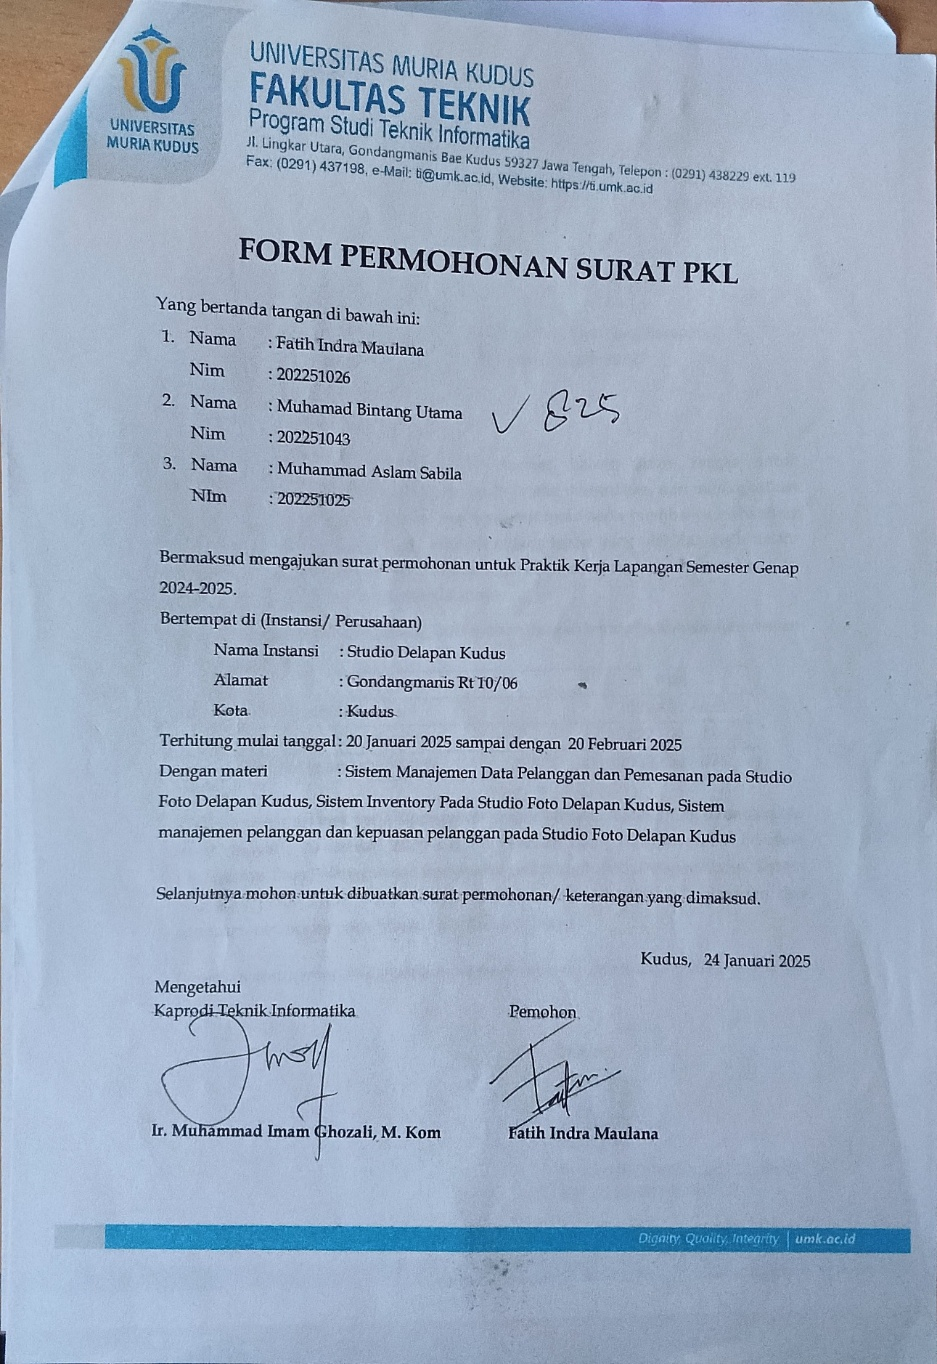 UNIVERSITAS
MURIA KUDUS
UNIVERSITAS MURIA KUDUS
FAKULTAS TEKNIK
Program Studi Teknik Informatika
Jl. Lingkar Utara, Gondangmanis Bae Kudus 59327 Jawa Tengah, Telepon : (0291) 438229 ext. 119
Fax: (0291) 437198, e-Mail: ti@umk.ac.id, Website: https://ti.umk.ac.id
FORM PERMOHONAN SURAT PKL
Yang bertanda tangan di bawah ini:
1. Nama : Fatih Indra Maulana
Nim : 202251026
2. Nama : Muhamad Bintang Utama ✓ 825
Nim : 202251043
3. Nama : Muhammad Aslam Sabila
NIm : 202251025
Bermaksud mengajukan surat permohonan untuk Praktik Kerja Lapangan Semester Genap
2024-2025.
Bertempat di (Instansi/ Perusahaan)
Nama Instansi : Studio Delapan Kudus
Alamat : Gondangmanis Rt 10/06
Kota : Kudus
Terhitung mulai tanggal : 20 Januari 2025 sampai dengan 20 Februari 2025
Dengan materi : Sistem Manajemen Data Pelanggan dan Pemesanan pada Studio
Foto Delapan Kudus, Sistem Inventory Pada Studio Foto Delapan Kudus, Sistem
manajemen pelanggan dan kepuasan pelanggan pada Studio Foto Delapan Kudus
Selanjutnya mohon untuk dibuatkan surat permohonan/ keterangan yang dimaksud.
Kudus, 24 Januari 2025
Mengetahui
Kaprodi Teknik Informatika Pemohon
Ir. Muhammad Imam Ghozali, M. Kom Fatih Indra Maulana
Dignity, Quality, Integrity | umk.ac.id